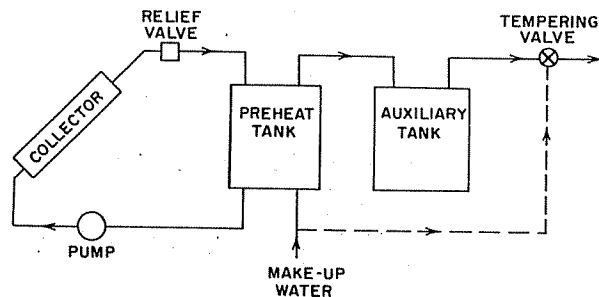 RELIEF
VALVE
TEMPERING
VALVE
COLLECTOR
PREHEAT
TANK
AUXILIARY
TANK
PUMP
MAKE-UP
WATER